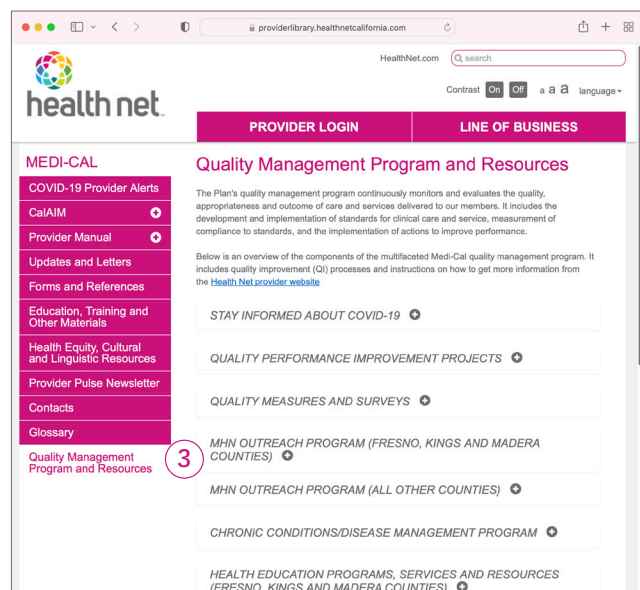 providerlibrary.healthnetcalifornia.com
health net.
HealthNet.com
search
Contrast On Off a a a language
PROVIDER LOGIN
LINE OF BUSINESS
MEDI-CAL
COVID-19 Provider Alerts
CalAIM
Provider Manual
Updates and Letters
Forms and References
Education, Training and
Other Materials
Health Equity, Cultural
and Linguistic Resources
Provider Pulse Newsletter
Contacts
Glossary
Quality Management
Program and Resources
3
Quality Management Program and Resources
The Plan's quality management program continuously monitors and evaluates the quality,
appropriateness and outcome of care and services delivered to our members. It includes the
development and implementation of standards for clinical care and service, measurement of
compliance to standards, and the implementation of actions to improve performance.
Below is an overview of the components of the multifaceted Medi-Cal quality management program. It
includes quality improvement (QI) processes and instructions on how to get more information from
the Health Net provider website
STAY INFORMED ABOUT COVID-19
QUALITY PERFORMANCE IMPROVEMENT PROJECTS
QUALITY MEASURES AND SURVEYS
MHN OUTREACH PROGRAM (FRESNO, KINGS AND MADERA
COUNTIES)
MHN OUTREACH PROGRAM (ALL OTHER COUNTIES)
CHRONIC CONDITIONS/DISEASE MANAGEMENT PROGRAM
HEALTH EDUCATION PROGRAMS, SERVICES AND RESOURCES
(FRESNO, KINGS AND MADERA COUNTIES)